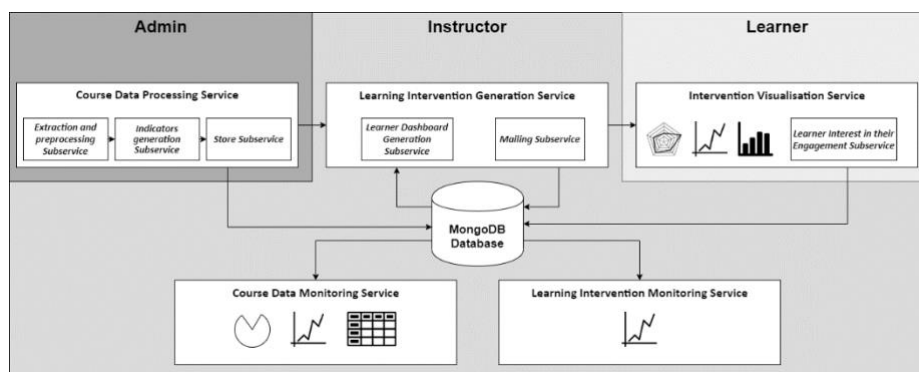 Admin
Instructor
Learner
Course Data Processing Service
Extraction and
preprocessing
Subservice
Indicators
generation
Subservice
Store Subservice
Learning Intervention Generation Service
Learner Dashboard
Generation
Subservice
Mailing Subservice
Intervention Visualisation Service
Learner Interest in their
Engagement Subservice
MongoDB
Database
Course Data Monitoring Service
Learning Intervention Monitoring Service